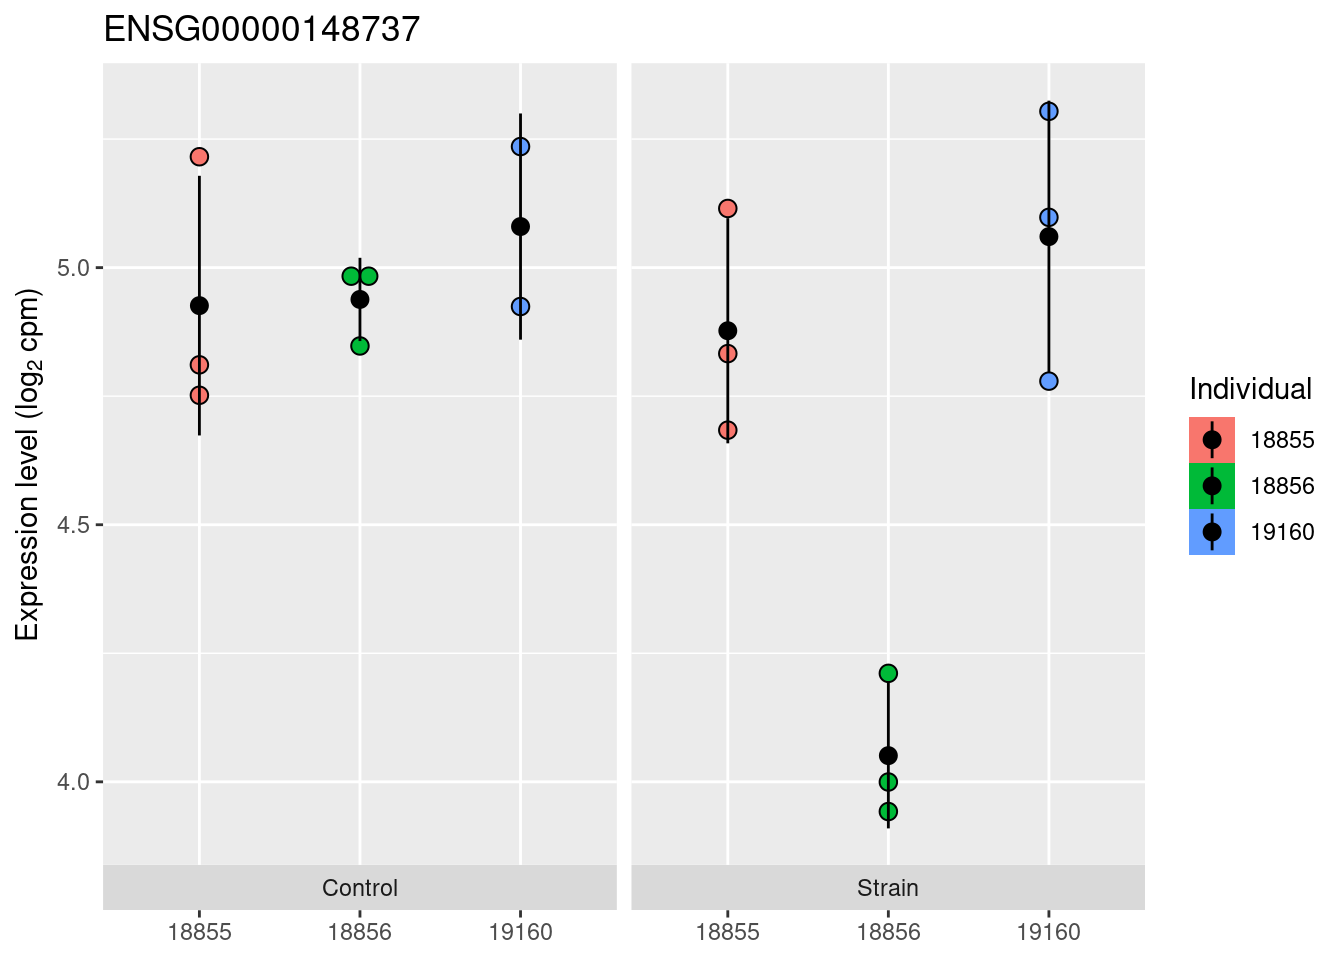 ENSG00000148737
Expression level (log₂ cpm)
5.0
4.5
4.0
Control
Strain
18855 18856 19160
18855 18856 19160
Individual
18855
18856
19160